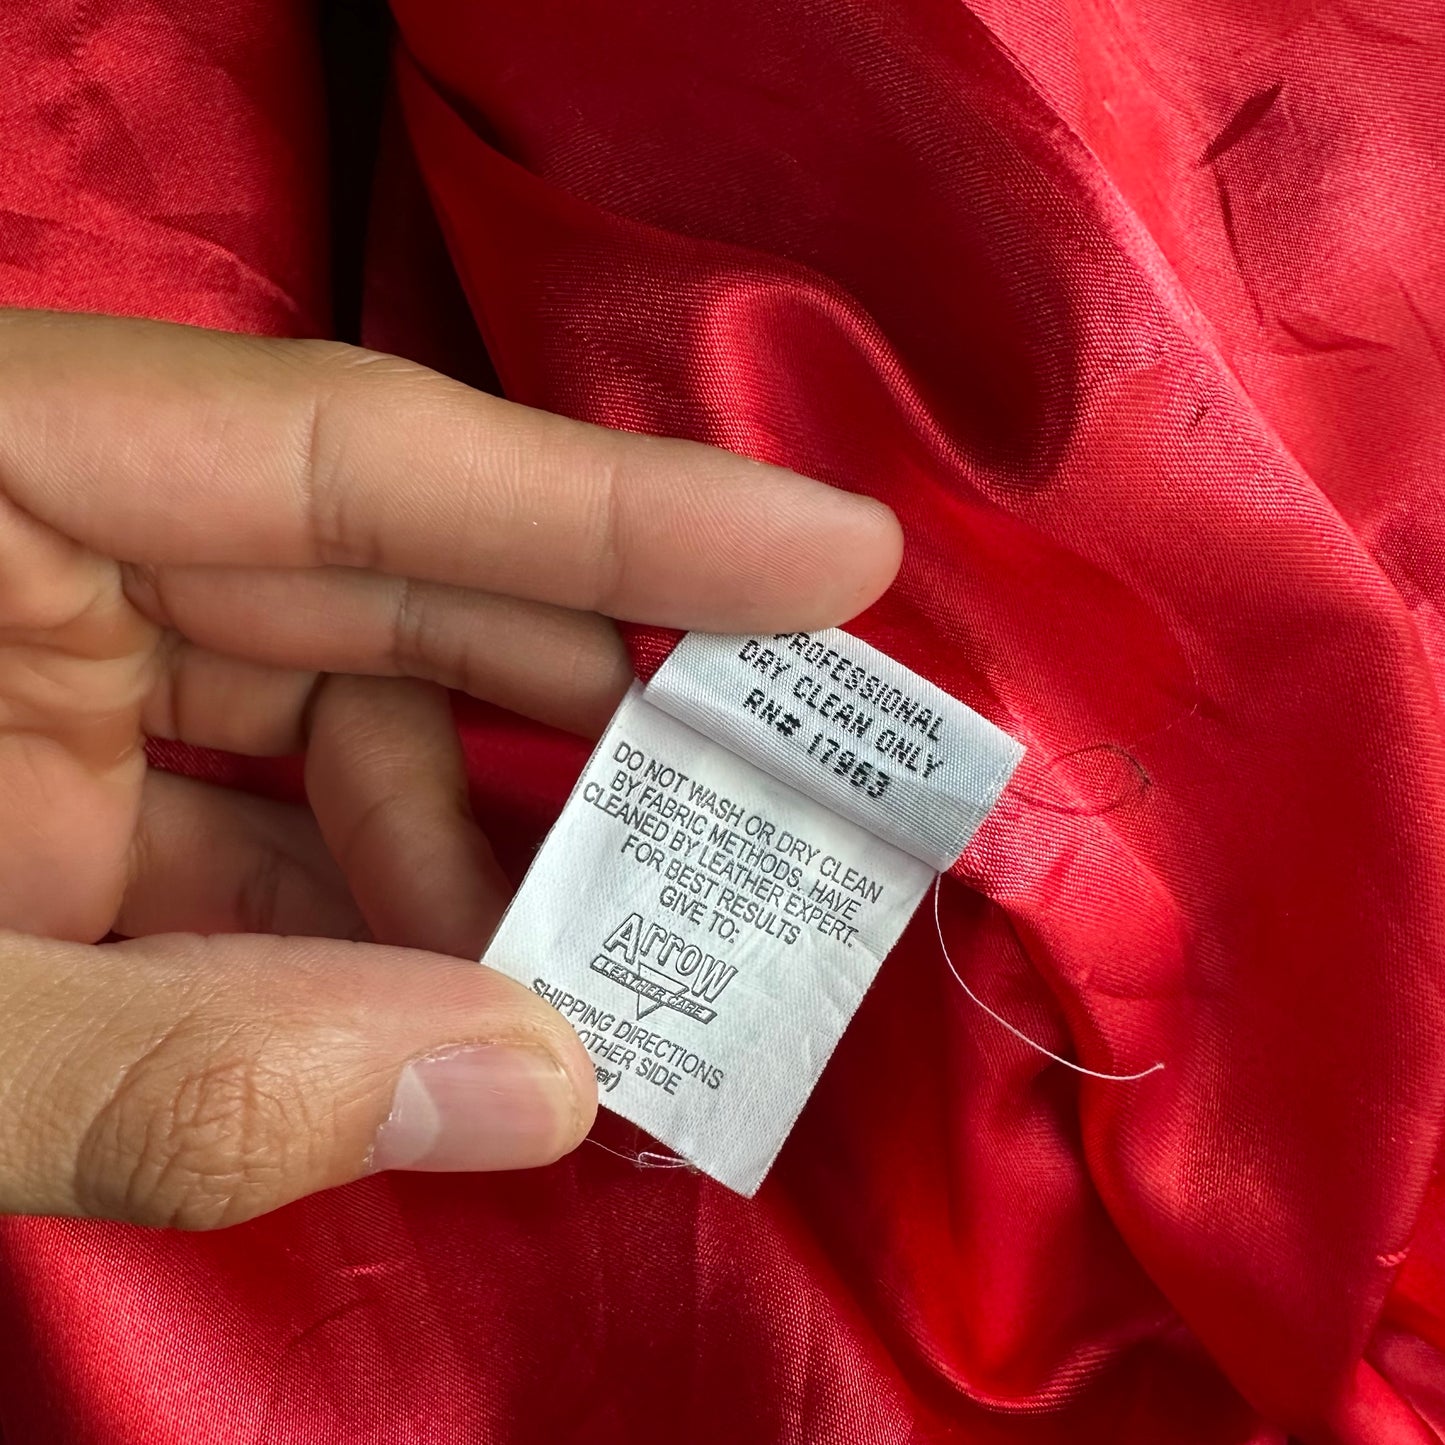 PROFESSIONAL
DRY CLEAN ONLY
RN# 17963
DO NOT WASH OR DRY CLEAN
BY FABRIC METHODS. HAVE
CLEANED BY LEATHER EXPERT.
FOR BEST RESULTS
GIVE TO:
Arrow
LEATHER CARE
SHIPPING DIRECTIONS
OTHER SIDE